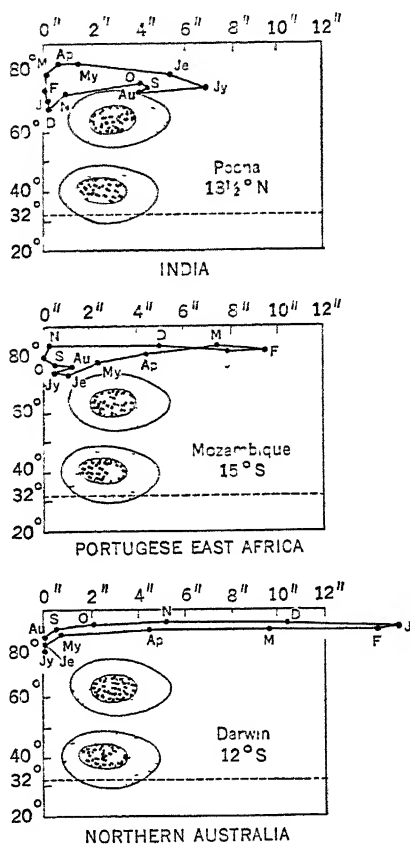 0" 2" 4" 6" 8" 10" 12"
M Ap Je
80°
My
O S Jy
F Au
J N
D
60°
Poona
40° 18½° N
32°
20°
INDIA
0" 2" 4" 6" 8" 10" 12"
N D M
F
80°
S Au Ap
O My
Jy Je
60°
Mozambique
40° 15° S
32°
20°
PORTUGESE EAST AFRICA
0" 2" 4" 6" 8" 10" 12"
Au S O N D
J
My Ap M F
80°
Jy Je
60°
Darwin
40° 12° S
32°
20°
NORTHERN AUSTRALIA